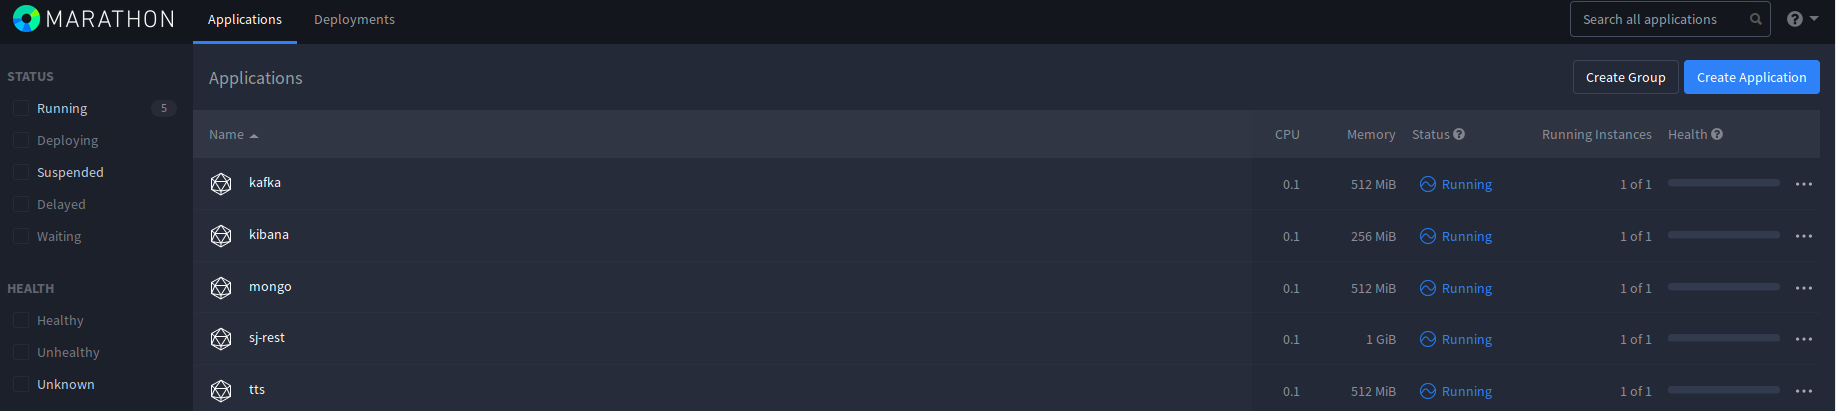 MARATHON Applications Deployments Search all applications
STATUS
Running 5
Deploying
Suspended
Delayed
Waiting
HEALTH
Healthy
Unhealthy
Unknown
Applications Create Group Create Application
Name CPU Memory Status Running Instances Health
kafka 0.1 512 MiB Running 1 of 1
kibana 0.1 256 MiB Running 1 of 1
mongo 0.1 512 MiB Running 1 of 1
sj-rest 0.1 1 GiB Running 1 of 1
tts 0.1 512 MiB Running 1 of 1